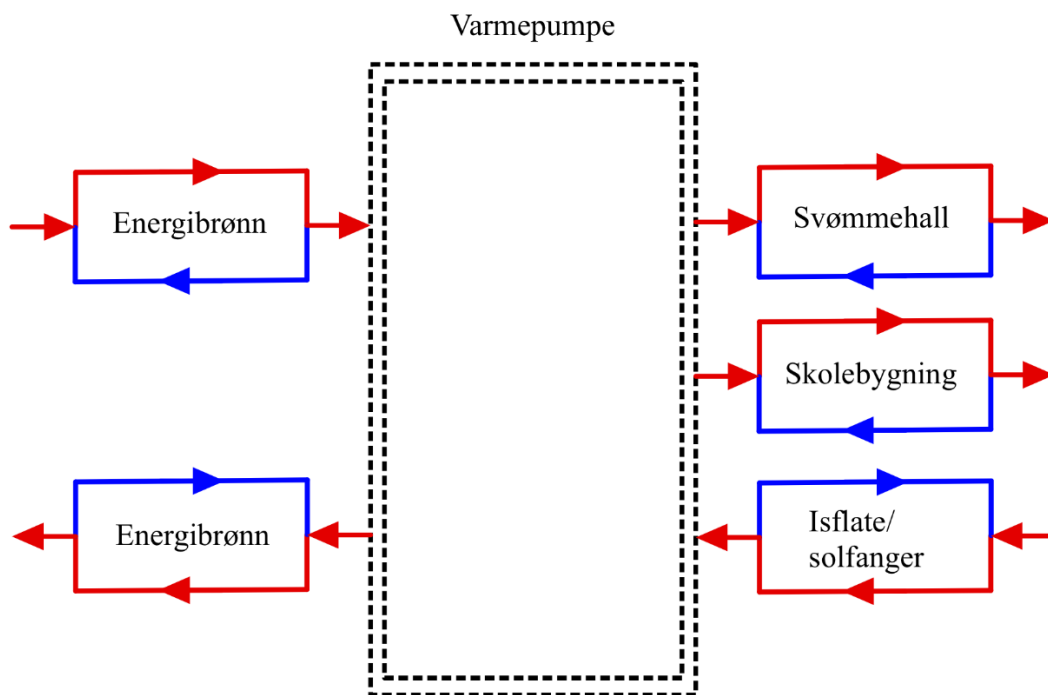 Varmepumpe
Energibrønn
Svømmehall
Skolebygning
Energibrønn
Isflate/
solfanger